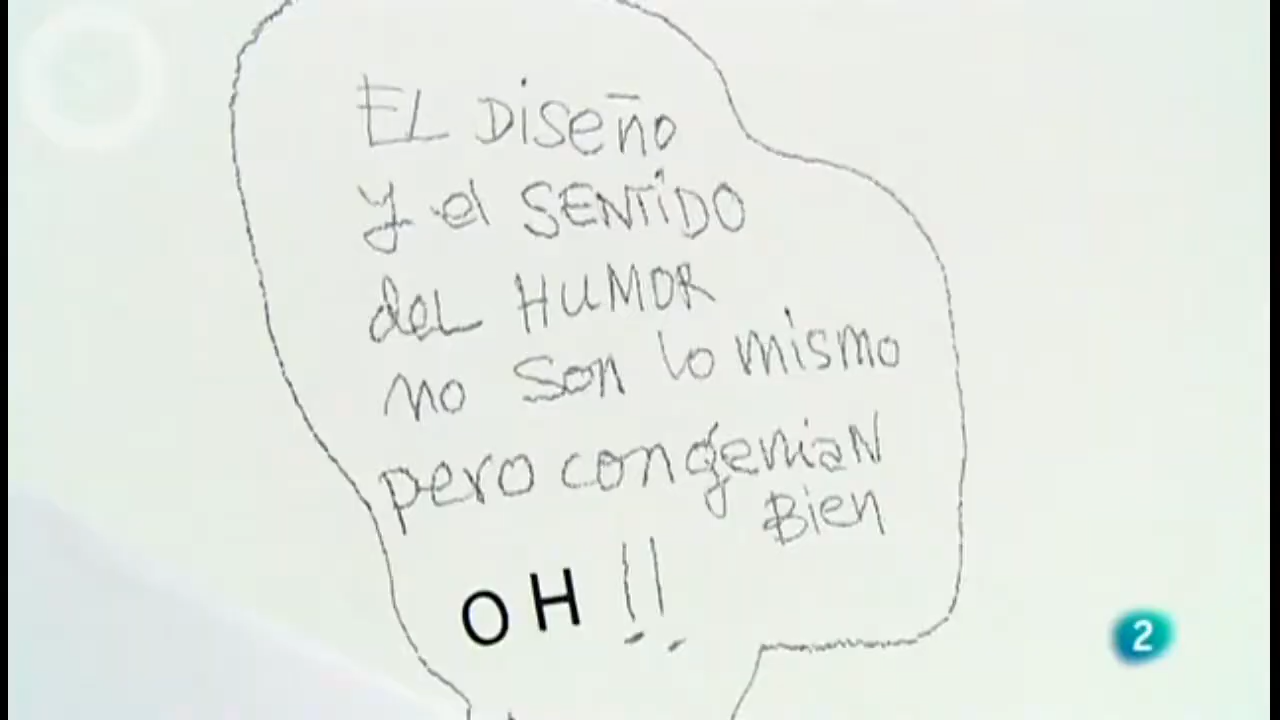 EL Diseño
y el SENTiDO
deL HUMOR
no son lo mismo
pero congeniaN
Bien
OH !!
2